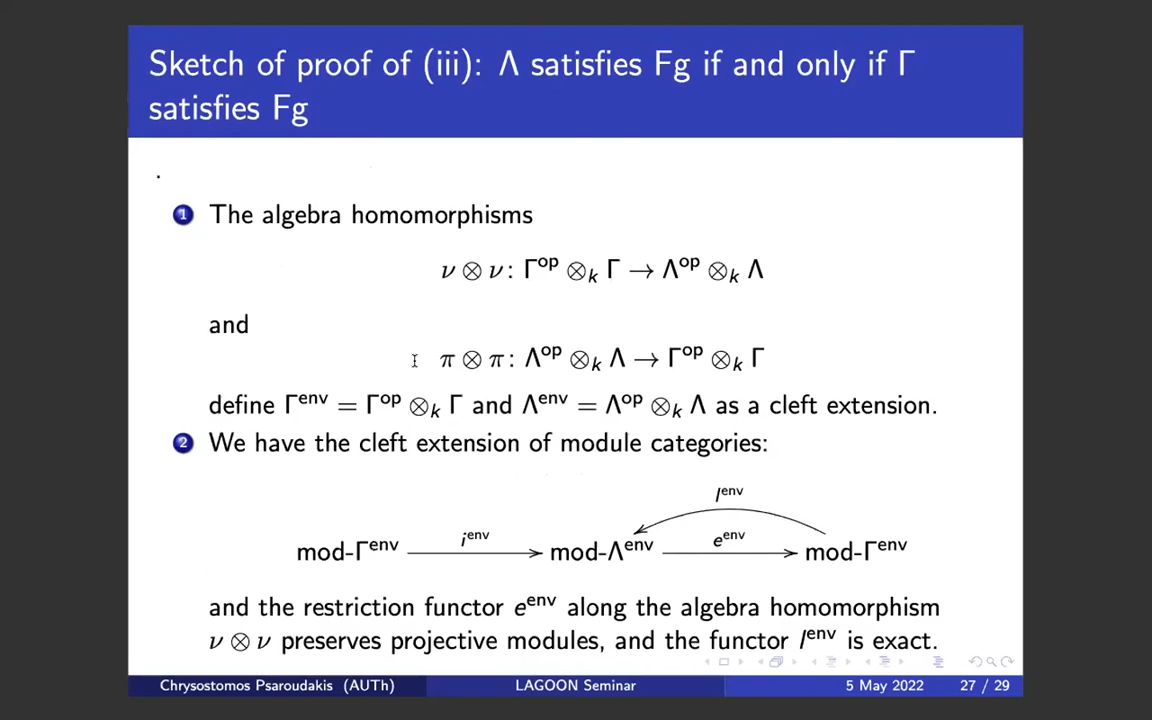 Sketch of proof of (iii): Λ satisfies Fg if and only if Γ
satisfies Fg
.
1 The algebra homomorphisms
ν ⊗ ν : Γ^op ⊗_k Γ → Λ^op ⊗_k Λ
and
π ⊗ π : Λ^op ⊗_k Λ → Γ^op ⊗_k Γ
define Γ^env = Γ^op ⊗_k Γ and Λ^env = Λ^op ⊗_k Λ as a cleft extension.
2 We have the cleft extension of module categories:
l^env
mod-Γ^env i^env mod-Λ^env e^env mod-Γ^env
and the restriction functor e^env along the algebra homomorphism
ν ⊗ ν preserves projective modules, and the functor l^env is exact.
Chrysostomos Psaroudakis (AUTh) LAGOON Seminar 5 May 2022 27 / 29